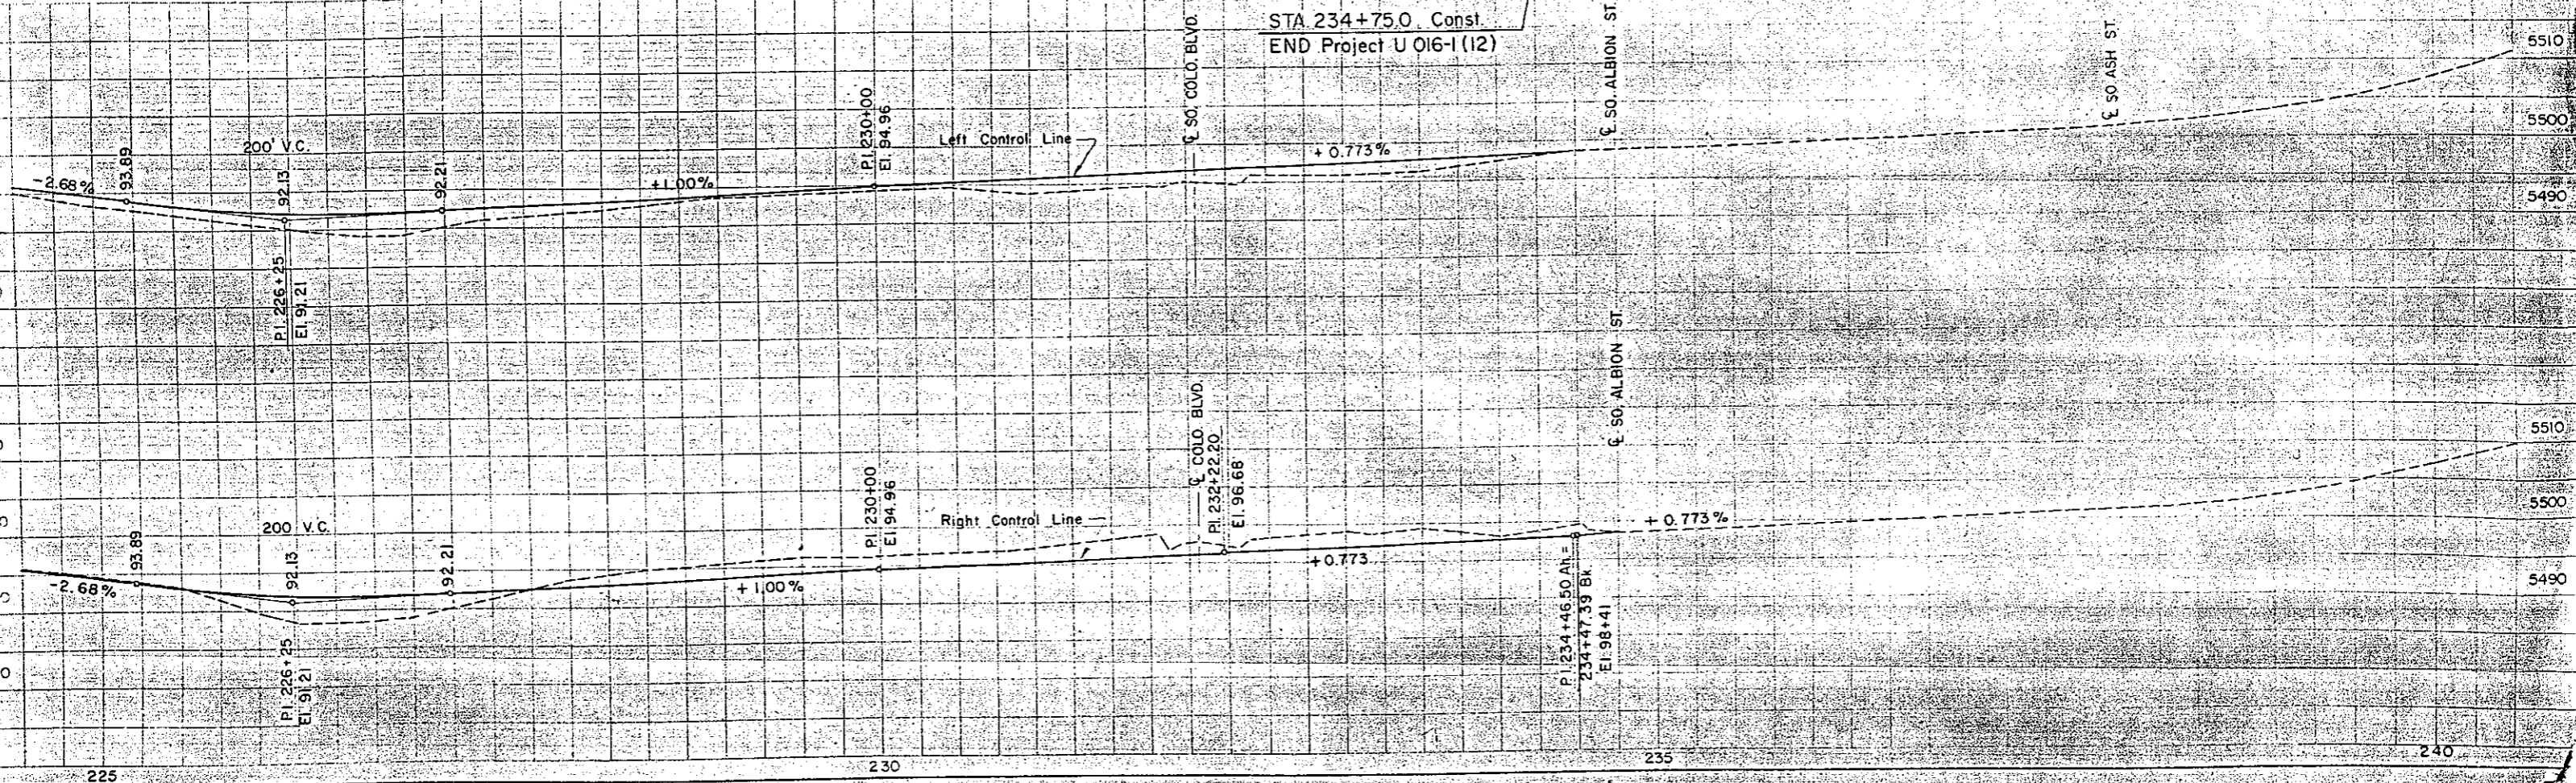 STA. 234+75.0 Const.
END Project U 016-1(12)
℄ SO. COLO. BLVD.
℄ SO. ALBION ST.
℄ SO ASH ST.
5510
5500
5490
-2.68%
93.89
200' V.C.
92.13
92.21
P.I. 226+25
El. 91.21
+1.00%
P.I. 230+00
El. 94.96
Left Control Line
+0.773%
℄ SO. ALBION ST.
5510
5500
5490
-2.68%
93.89
200 V.C.
92.13
92.21
P.I. 226+25
El. 91.21
+1.00%
P.I. 230+00
El. 94.96
Right Control Line
℄ COLO. BLVD.
P.I. 232+22.20
El. 96.68
+0.773
+0.773%
P.I. 234+46.50 Ah =
234+47.39 Bk
El. 98+41
225
230
235
240